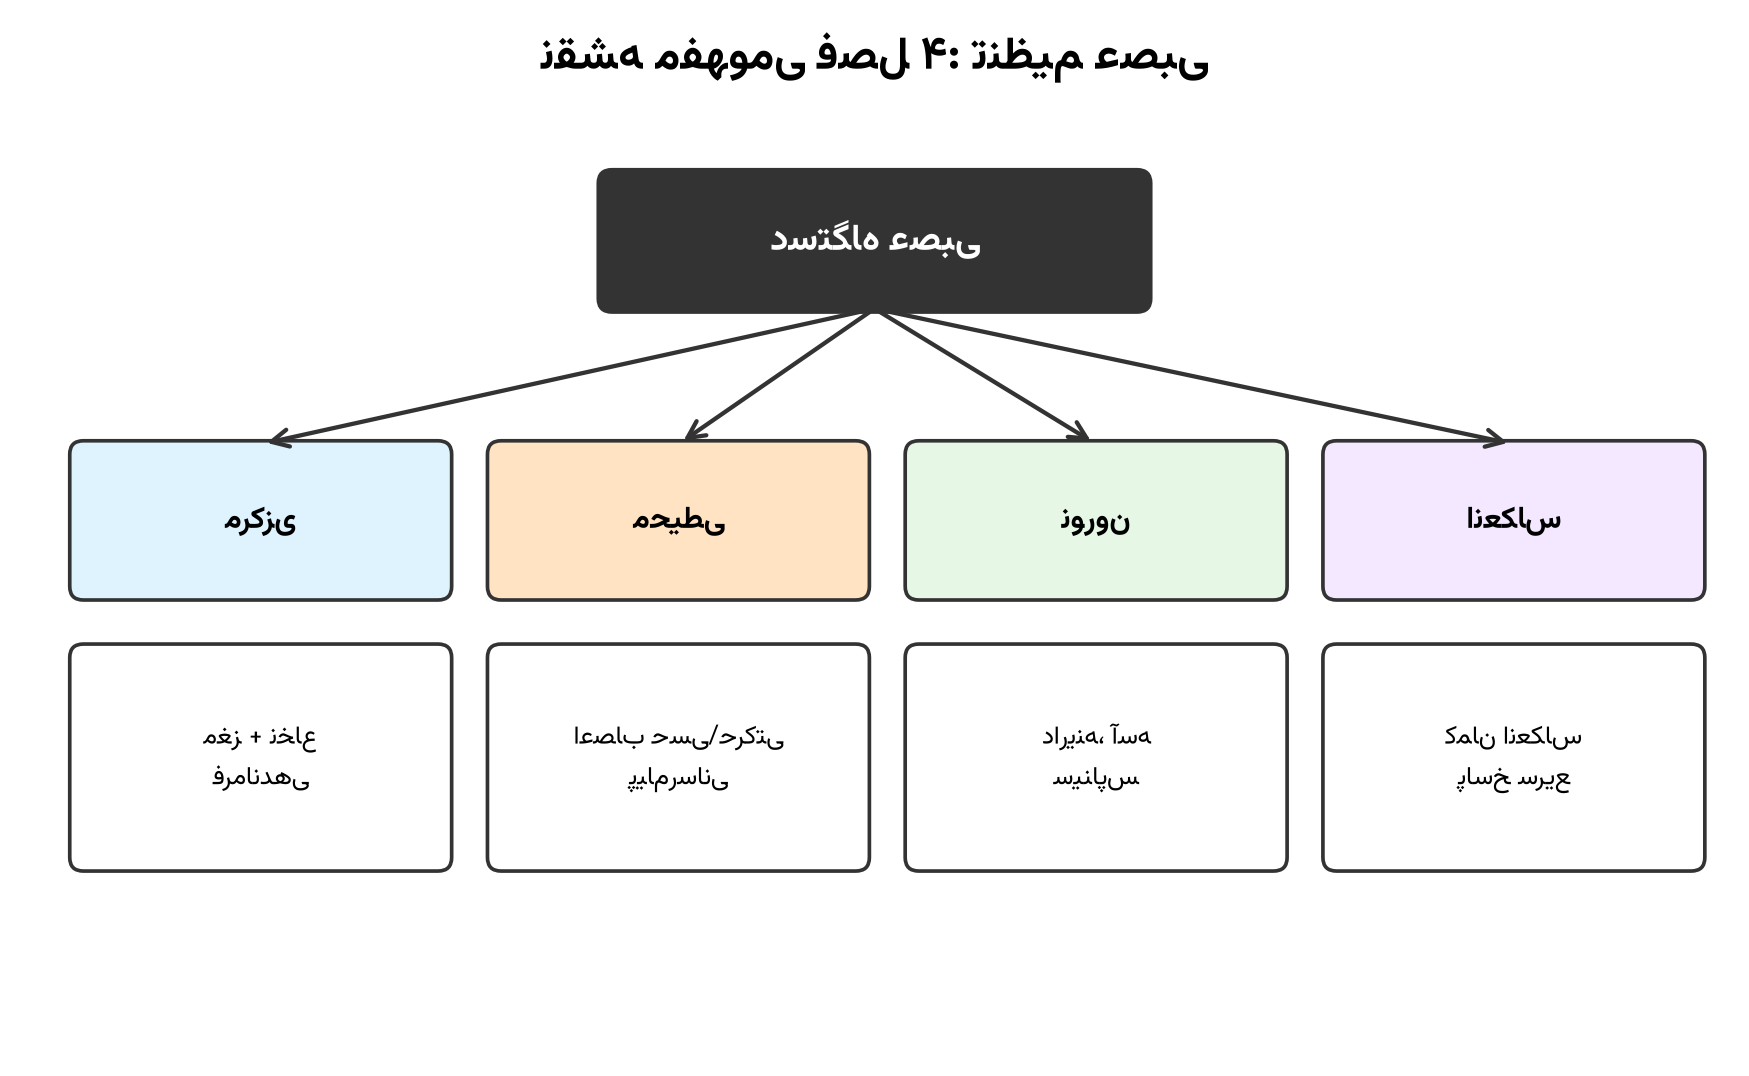 نقشه مفهومی فصل ۴: تنظیم عصبی
دستگاه عصبی
مرکزی
محیطی
نورون
انعکاس
مغز + نخاع
فرماندهی
اعصاب حسی/حرکتی
پیامرسانی
دارینه، آسه
سیناپس
کمان انعکاس
پاسخ سریع